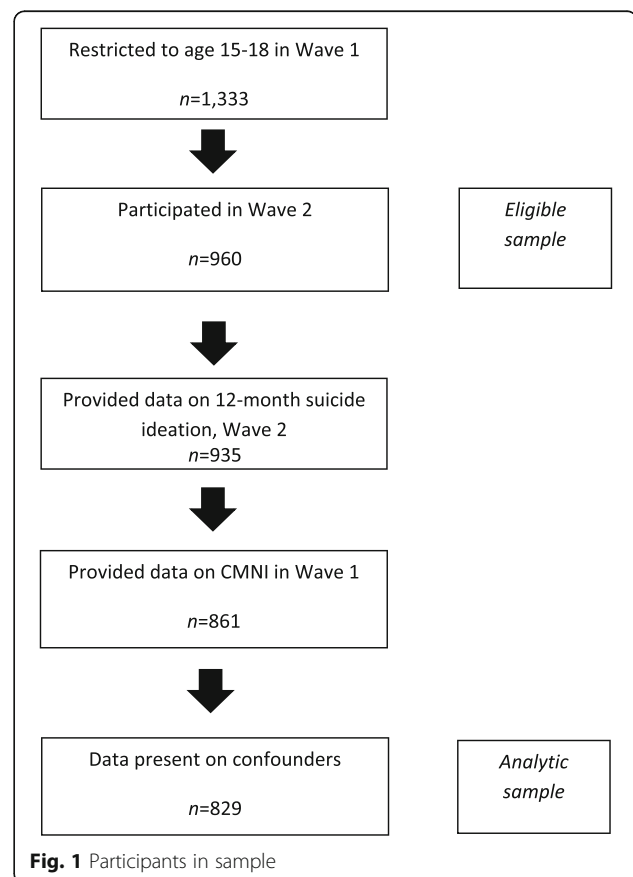 Restricted to age 15-18 in Wave 1
n=1,333
Participated in Wave 2
n=960
Eligible
sample
Provided data on 12-month suicide
ideation, Wave 2
n=935
Provided data on CMNI in Wave 1
n=861
Data present on confounders
n=829
Analytic
sample
Fig. 1 Participants in sample